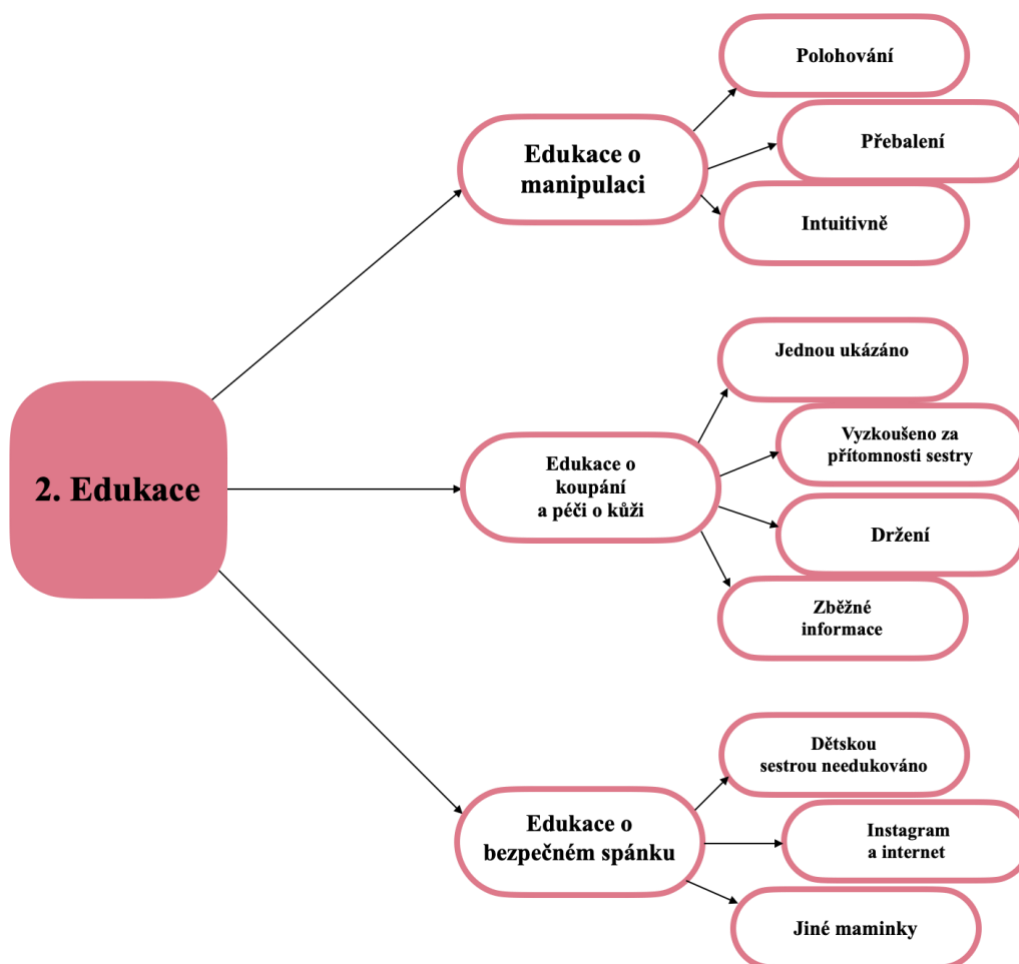 2. Edukace
Edukace o
manipulaci
Polohování
Přebalení
Intuitivně
Edukace o
koupání
a péči o kůži
Jednou ukázáno
Vyzkoušeno za
přítomnosti sestry
Držení
Zběžné
informace
Edukace o
bezpečném spánku
Dětskou
sestrou needukováno
Instagram
a internet
Jiné maminky